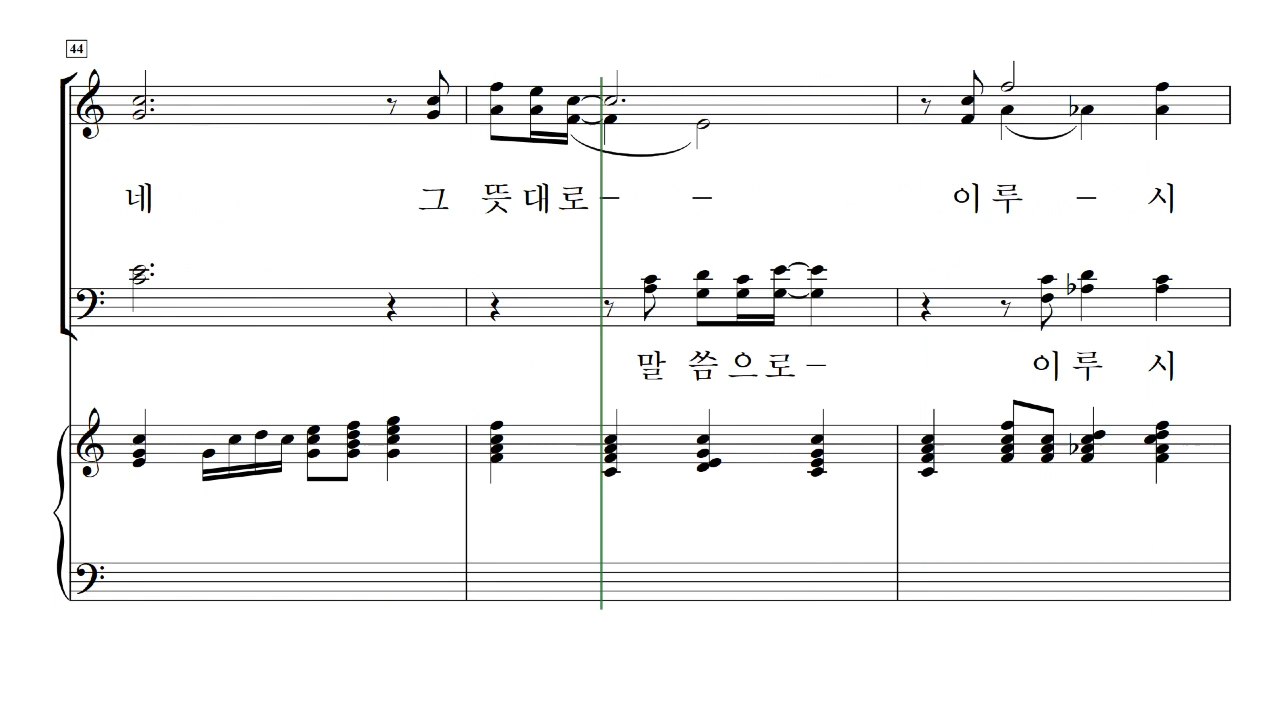 44
네 그 뜻대로– – 이루 – 시
말 씀으로– 이루 시